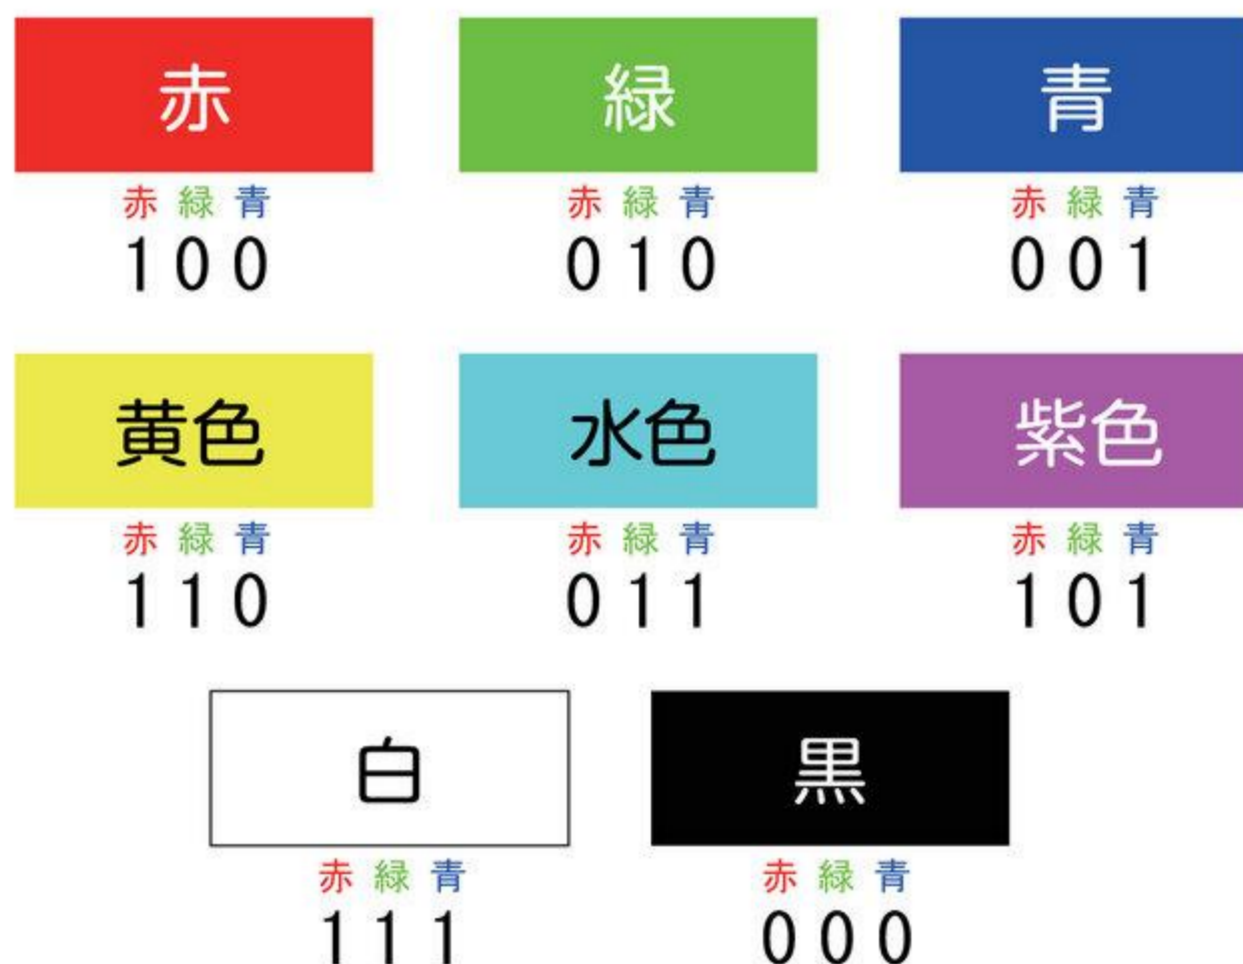 赤 緑 青
赤 緑 青 赤 緑 青 赤 緑 青
1 0 0 0 1 0 0 0 1
黄色 水色 紫色
赤 緑 青 赤 緑 青 赤 緑 青
1 1 0 0 1 1 1 0 1
白 黒
赤 緑 青 赤 緑 青
1 1 1 0 0 0